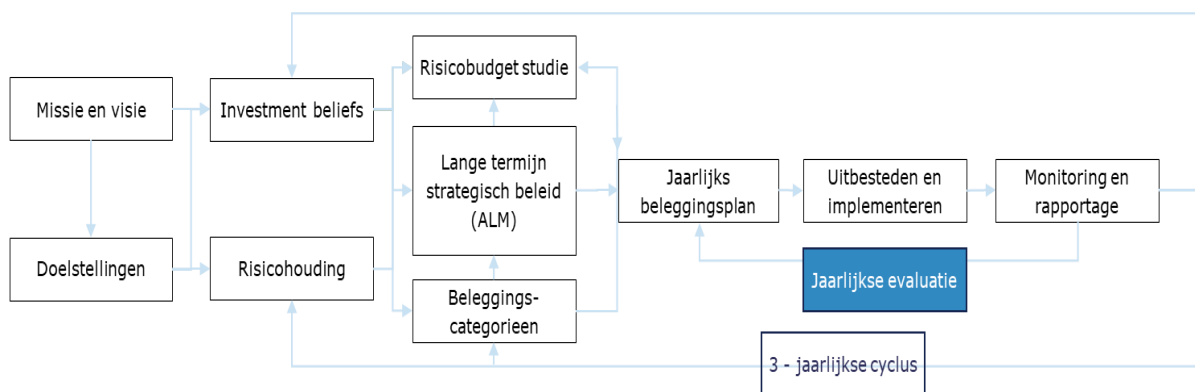 Missie en visie
Doelstellingen
Investment beliefs
Risicohouding
Risicobudget studie
Lange termijn
strategisch beleid
(ALM)
Beleggings-
categorieen
Jaarlijks
beleggingsplan
Uitbesteden en
implementeren
Monitoring en
rapportage
Jaarlijkse evaluatie
3 - jaarlijkse cyclus